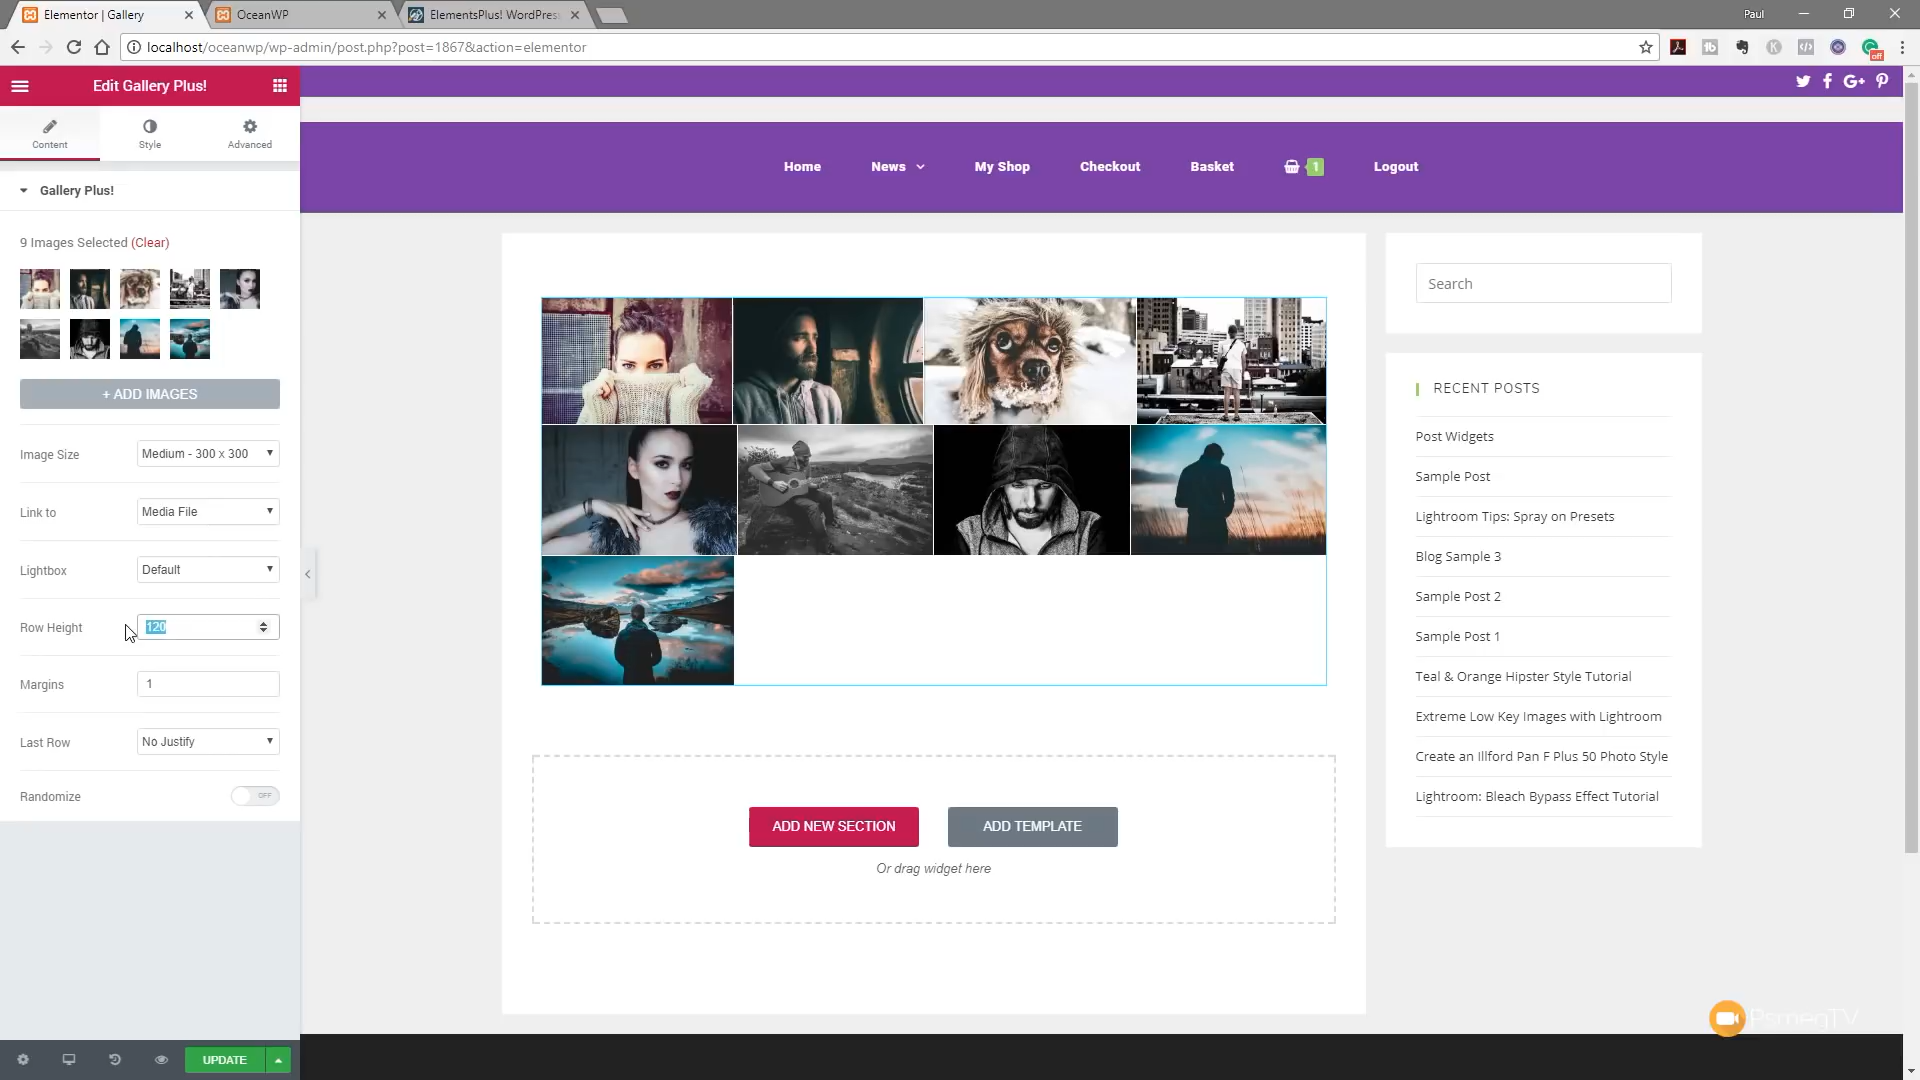 Elementor | Gallery
OceanWP
ElementsPlus! WordPres
Paul
localhost/oceanwp/wp-admin/post.php?post=1867&action=elementor
off
Edit Gallery Plus!
Content
Style
Advanced
Gallery Plus!
9 Images Selected (Clear)
+ ADD IMAGES
Image Size
Medium - 300 x 300
Link to
Media File
Lightbox
Default
Row Height
120
Margins
1
Last Row
No Justify
Randomize
OFF
UPDATE
Home
News
My Shop
Checkout
Basket
1
Logout
ADD NEW SECTION
ADD TEMPLATE
Or drag widget here
Search
RECENT POSTS
Post Widgets
Sample Post
Lightroom Tips: Spray on Presets
Blog Sample 3
Sample Post 2
Sample Post 1
Teal & Orange Hipster Style Tutorial
Extreme Low Key Images with Lightroom
Create an Illford Pan F Plus 50 Photo Style
Lightroom: Bleach Bypass Effect Tutorial
PsmegTV